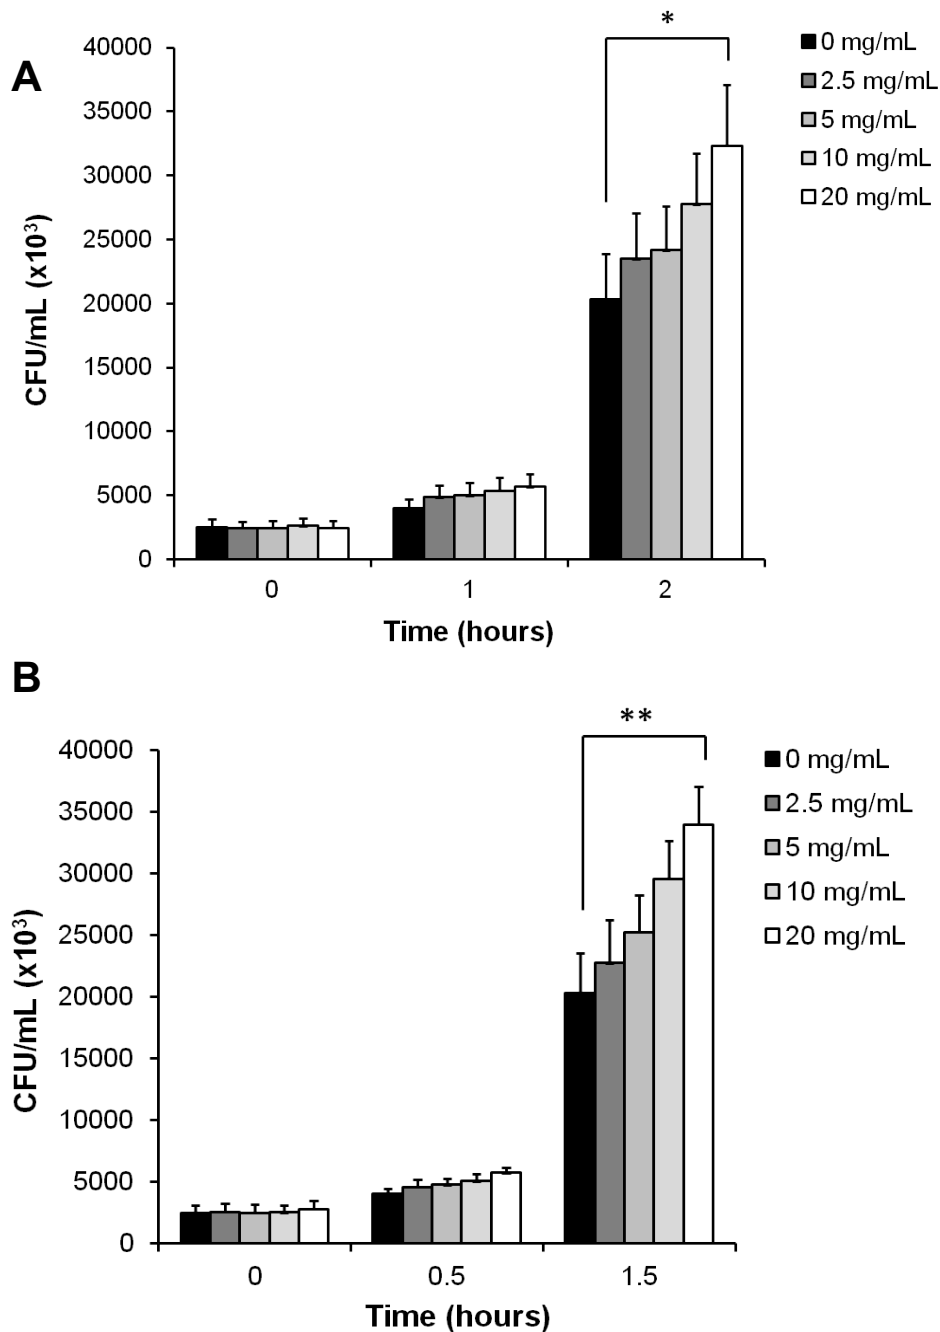 A
*
40000
35000
30000
25000
20000
15000
10000
5000
0
CFU/mL (x10³)
0 mg/mL
2.5 mg/mL
5 mg/mL
10 mg/mL
20 mg/mL
0 1 2
Time (hours)
B
**
40000
35000
30000
25000
20000
15000
10000
5000
0
CFU/mL (x10³)
0 mg/mL
2.5 mg/mL
5 mg/mL
10 mg/mL
20 mg/mL
0 0.5 1.5
Time (hours)